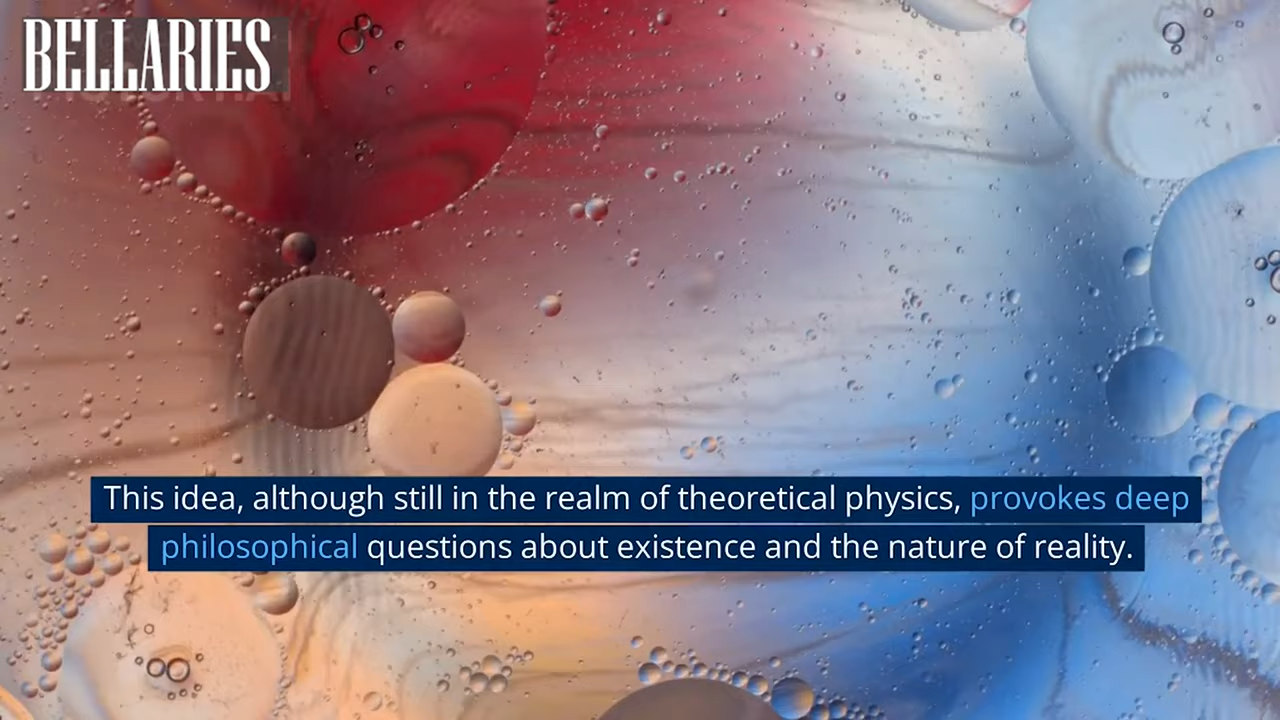 BELLARIES
This idea, although still in the realm of theoretical physics, provokes deep
philosophical questions about existence and the nature of reality.